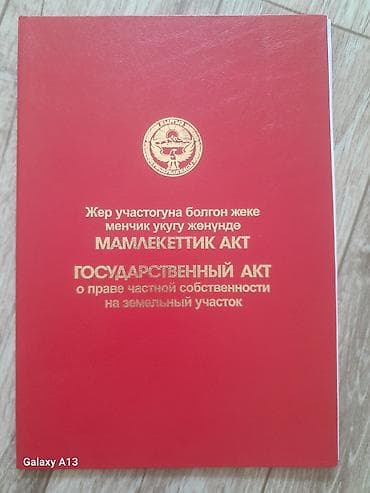 Жер участогуна болгон жеке
менчик укугу жөнүндө
МАМЛЕКЕТТИК АКТ
ГОСУДАРСТВЕННЫЙ АКТ
о праве частной собственности
на земельный участок
Galaxy A13